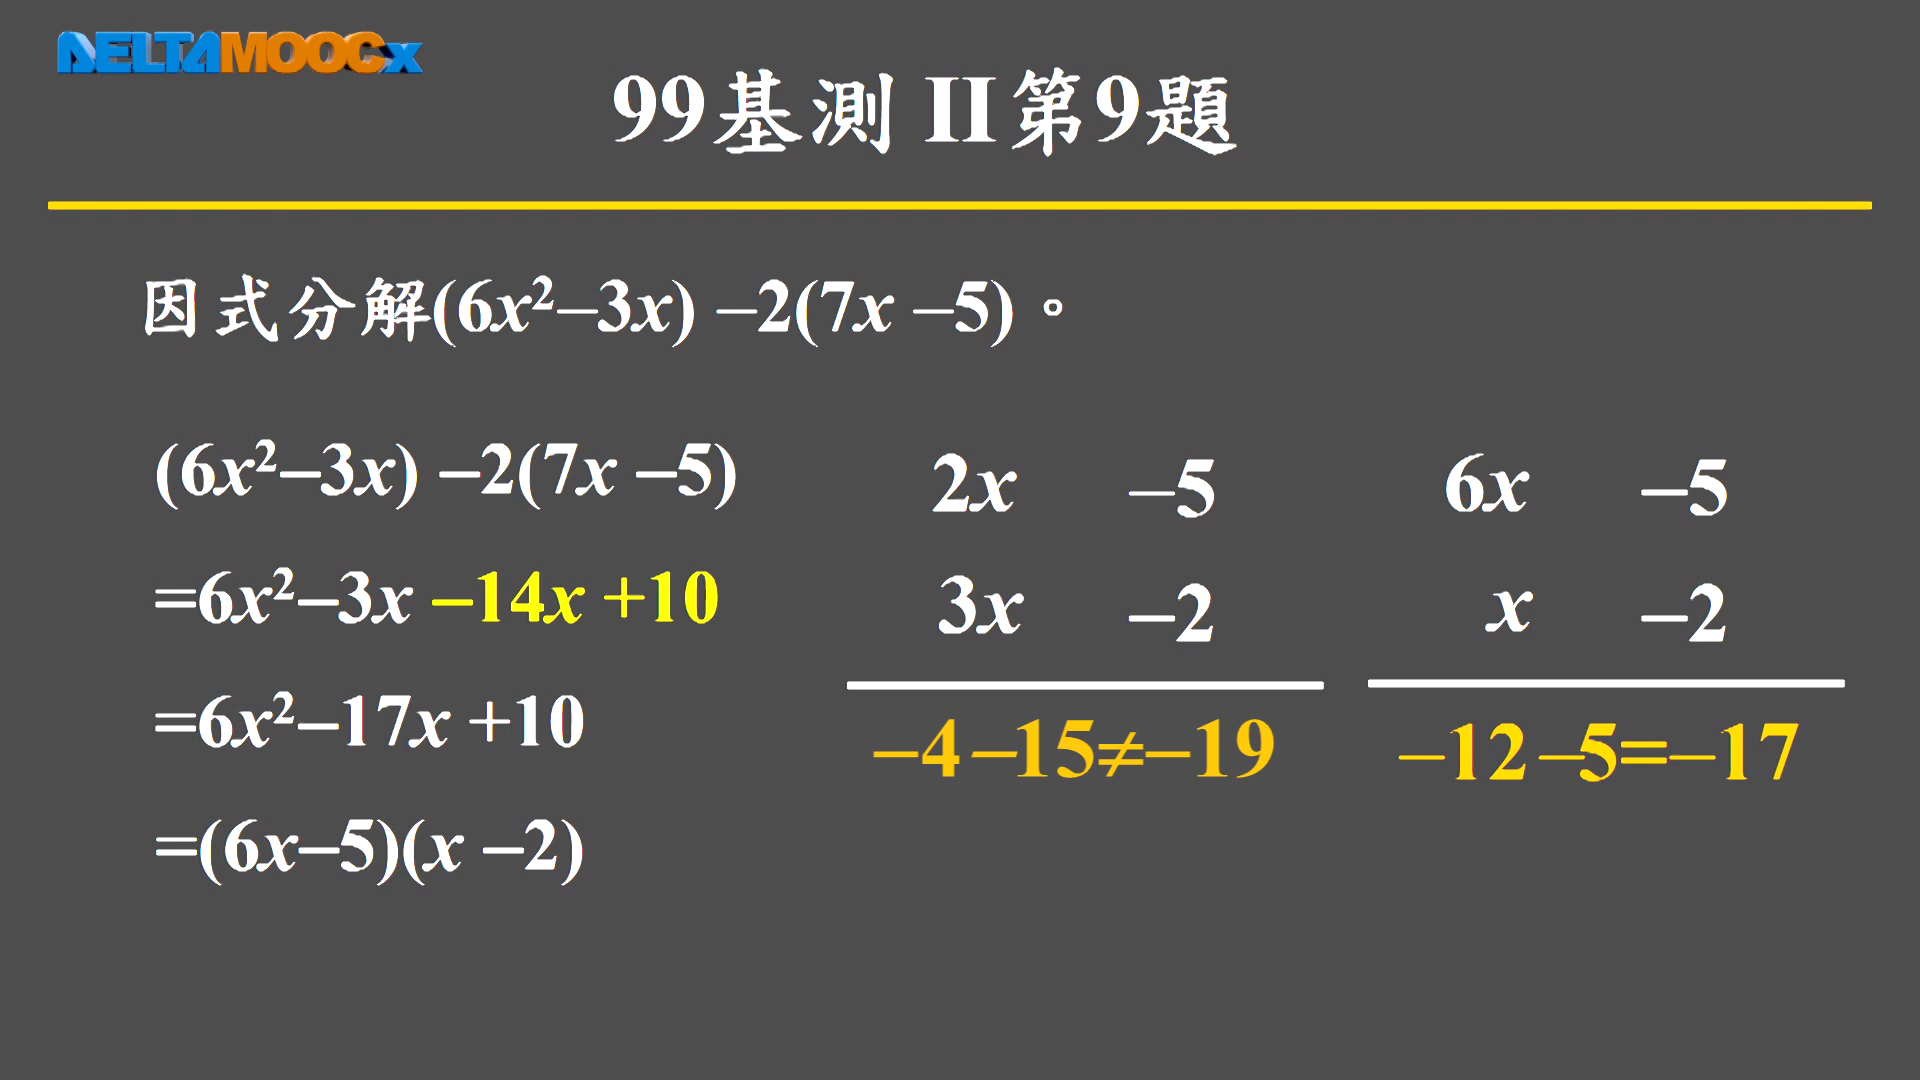 DELTAMOOCx
99基測 II第9題
因式分解(6x²–3x) –2(7x –5)。
(6x²–3x) –2(7x –5)
=6x²–3x –14x +10
=6x²–17x +10
=(6x–5)(x –2)
2x –5
3x –2
–4 –15≠–19
6x –5
x –2
–12 –5=–17